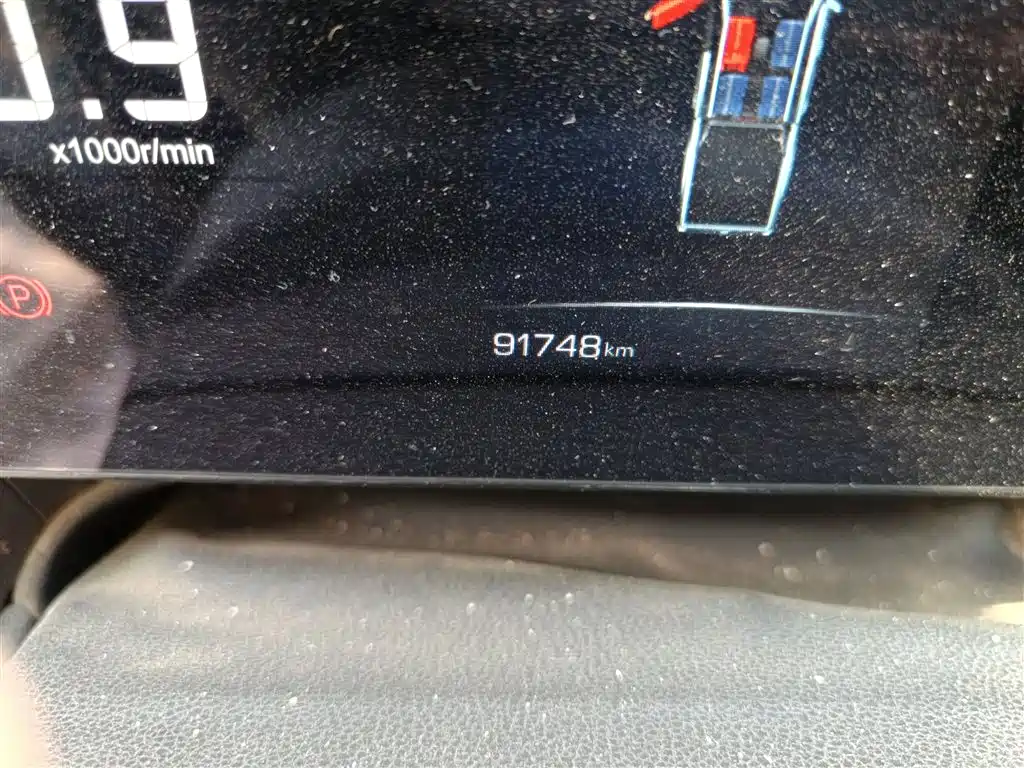 .9
x1000r/min
P
91748km